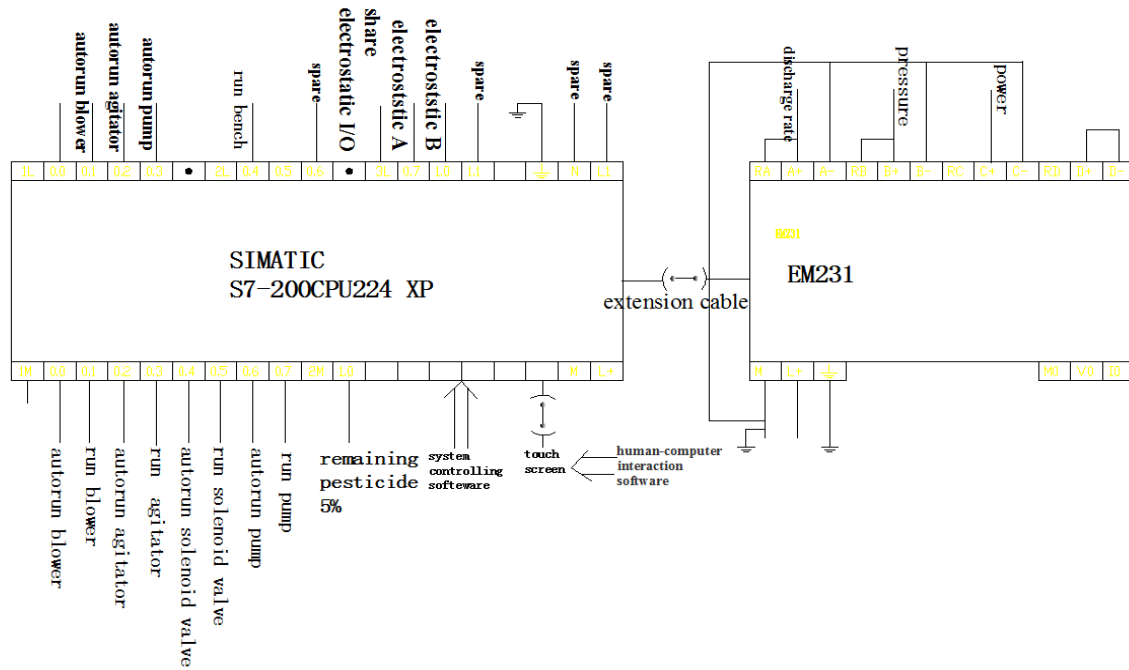 autorun blower
autorun agitator
autorun pump
run bench
spare
electrostatic I/O
share
electroststic A
electroststic B
spare
spare
spare
discharge rate
pressure
power
1L 0.0 0.1 0.2 0.3 2L 0.4 0.5 0.6 3L 0.7 1.0 1.1 N L1
RA A+ A- RB B+ B- RC C+ C- RD D+ D-
EM231
SIMATIC
S7-200CPU224 XP
EM231
extension cable
1M 0.0 0.1 0.2 0.3 0.4 0.5 0.6 0.7 2M 1.0 M L+
M L+ M0 V0 I0
autorun blower
run blower
autorun agitator
run agitator
autorun solenoid valve
run solenoid valve
autorun pump
run pump
remaining
pesticide
5%
system
controlling
softeware
touch
screen
human-computer
interaction
software